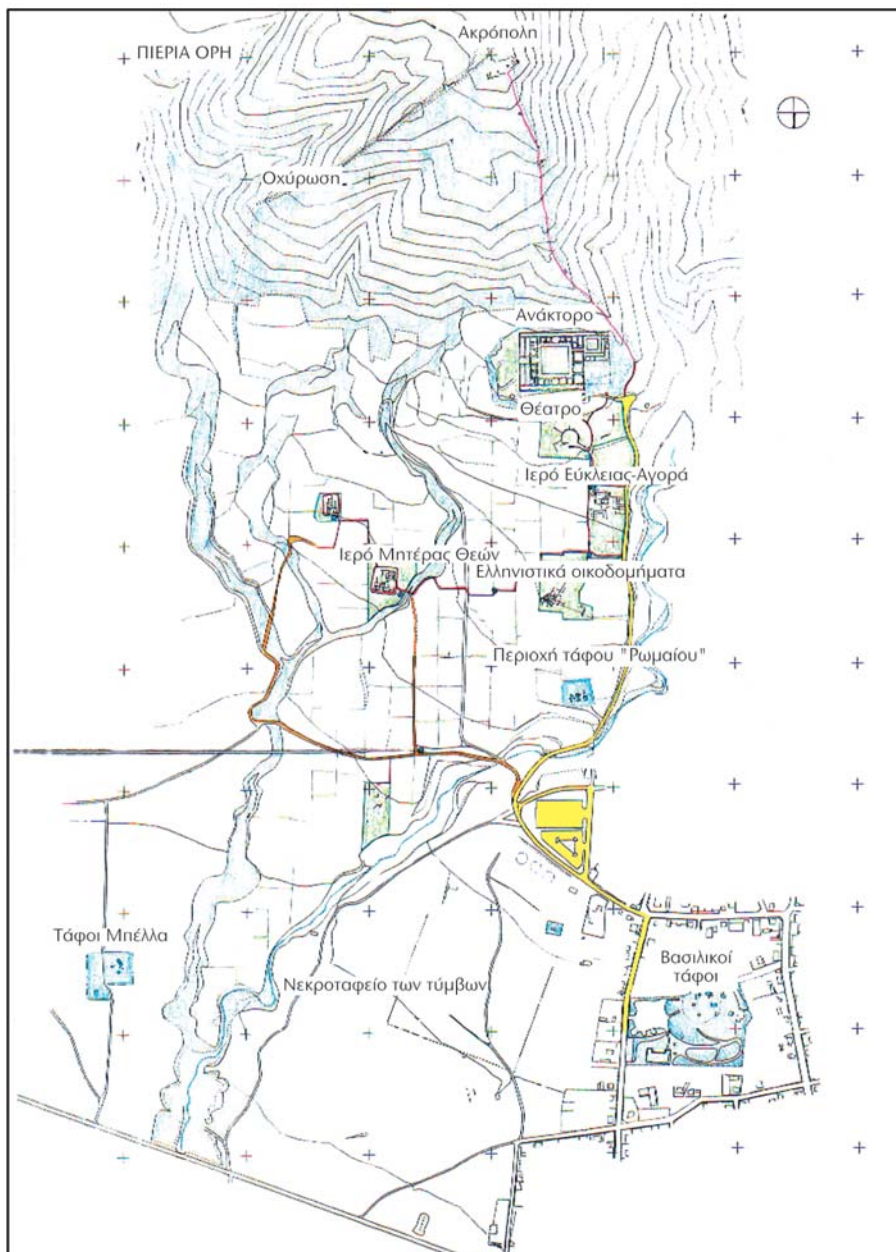 Ακρόπολη
ΠΙΕΡΙΑ ΟΡΗ
Οχύρωση
Ανάκτορο
Θέατρο
Ιερό Εύκλειας-Αγορά
Ιερό Μητέρας Θεών
Ελληνιστικά οικοδομήματα
Περιοχή τάφου "Ρωμαίου"
Τάφοι Μπέλλα
Βασιλικοί
τάφοι
Νεκροταφείο των τύμβων